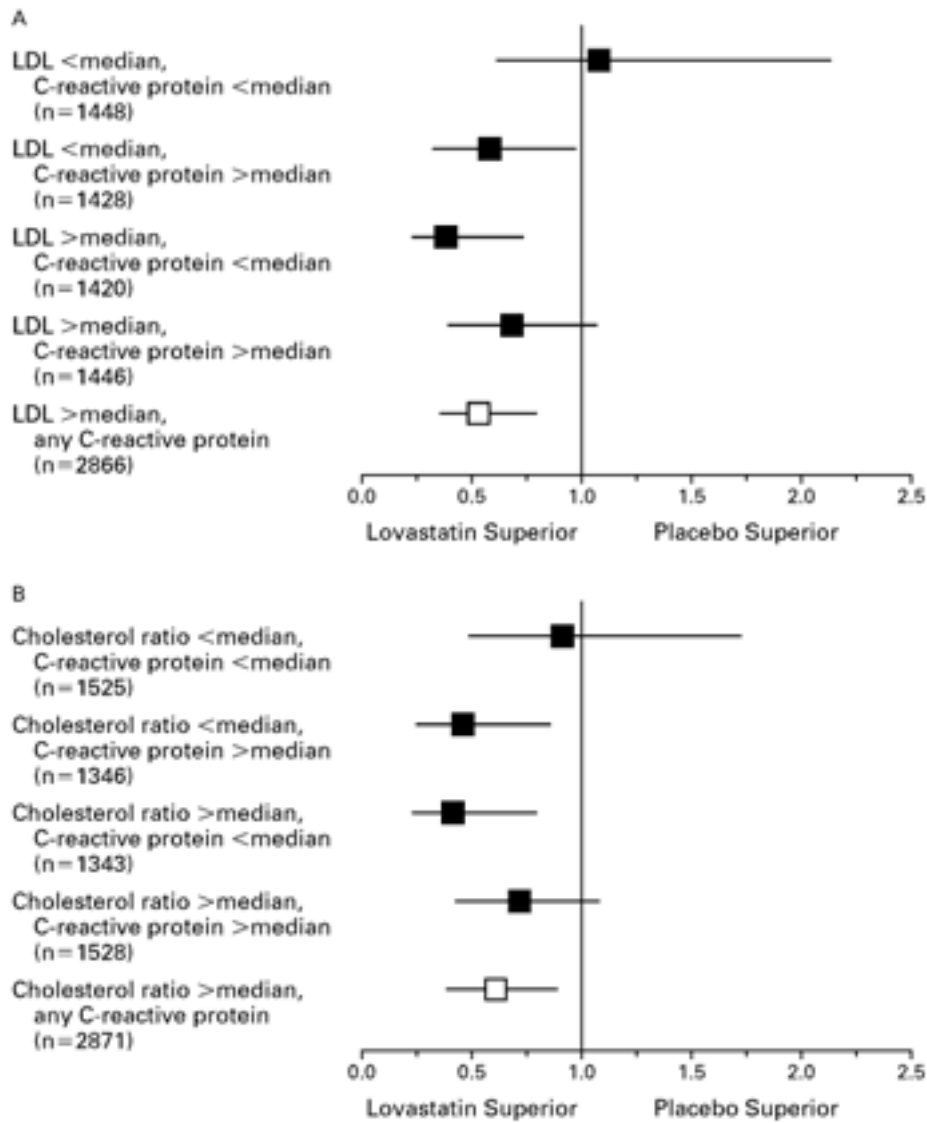 A
LDL <median,
C-reactive protein <median
(n=1448)
LDL <median,
C-reactive protein >median
(n=1428)
LDL >median,
C-reactive protein <median
(n=1420)
LDL >median,
C-reactive protein >median
(n=1446)
LDL >median,
any C-reactive protein
(n=2866)
0.0 0.5 1.0 1.5 2.0 2.5
Lovastatin Superior Placebo Superior
B
Cholesterol ratio <median,
C-reactive protein <median
(n=1525)
Cholesterol ratio <median,
C-reactive protein >median
(n=1346)
Cholesterol ratio >median,
C-reactive protein <median
(n=1343)
Cholesterol ratio >median,
C-reactive protein >median
(n=1528)
Cholesterol ratio >median,
any C-reactive protein
(n=2871)
0.0 0.5 1.0 1.5 2.0 2.5
Lovastatin Superior Placebo Superior